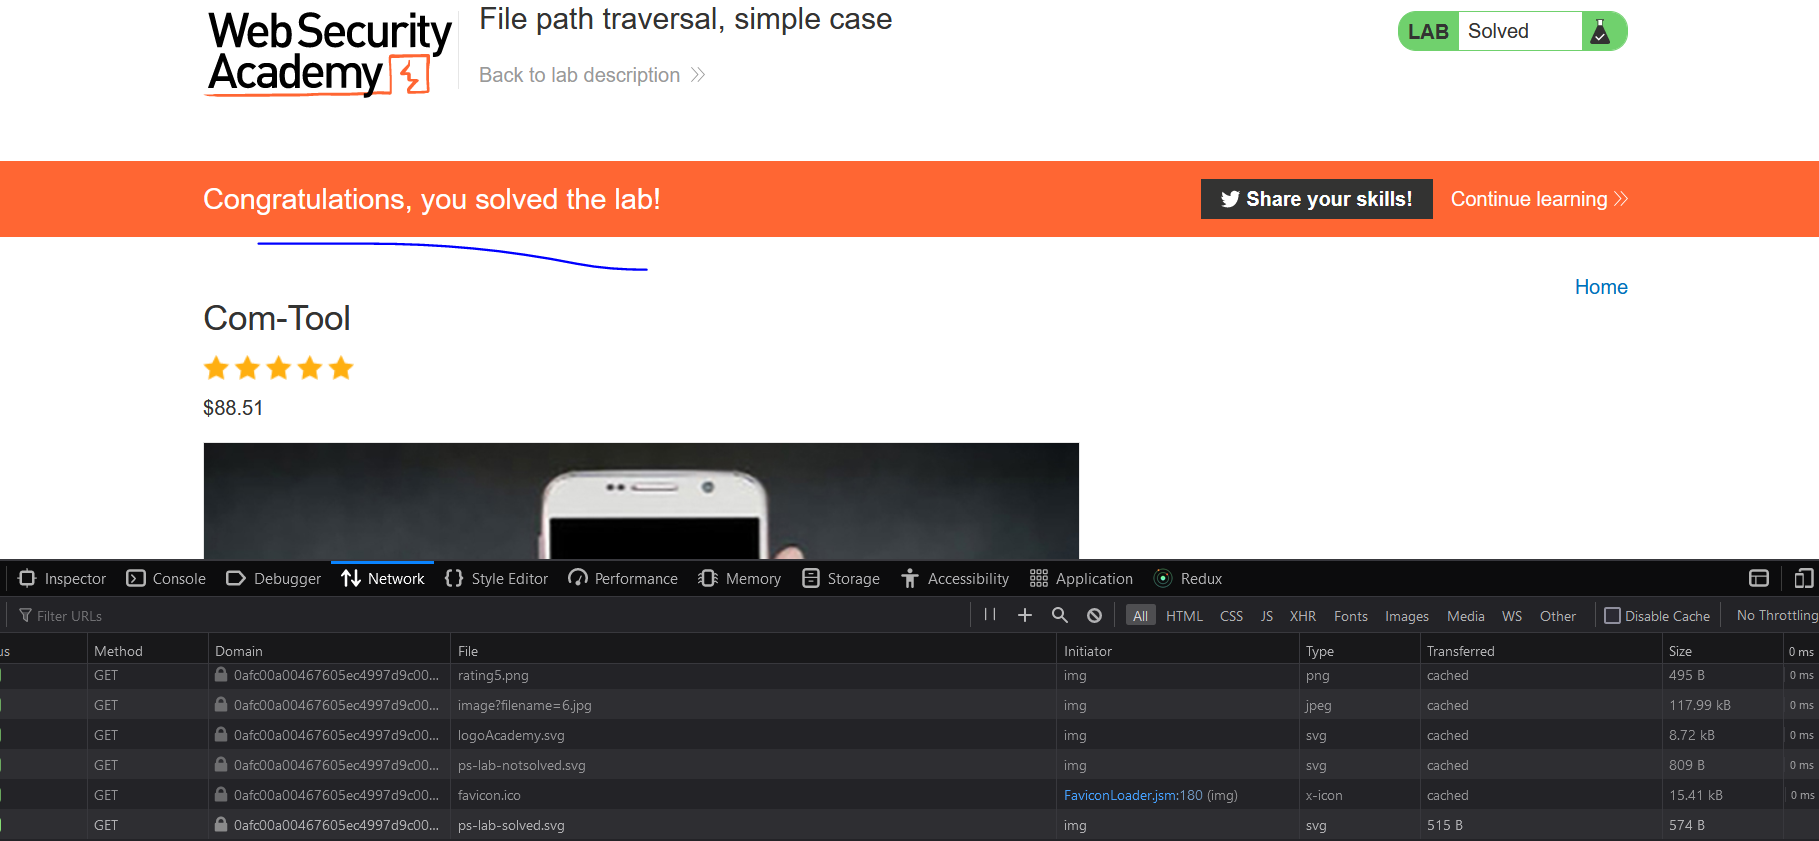 Web Security
Academy
File path traversal, simple case
Back to lab description
LAB Solved
Congratulations, you solved the lab!
Share your skills!
Continue learning
Home
Com-Tool
$88.51
Inspector Console Debugger Network Style Editor Performance Memory Storage Accessibility Application Redux
Filter URLs All HTML CSS JS XHR Fonts Images Media WS Other Disable Cache No Throttling
us Method Domain File Initiator Type Transferred Size 0 ms
GET 0afc00a00467605ec4997d9c00... rating5.png img png cached 495 B 0 ms
GET 0afc00a00467605ec4997d9c00... image?filename=6.jpg img jpeg cached 117.99 kB 0 ms
GET 0afc00a00467605ec4997d9c00... logoAcademy.svg img svg cached 8.72 kB 0 ms
GET 0afc00a00467605ec4997d9c00... ps-lab-notsolved.svg img svg cached 809 B 0 ms
GET 0afc00a00467605ec4997d9c00... favicon.ico FaviconLoader.jsm:180 (img) x-icon cached 15.41 kB 0 ms
GET 0afc00a00467605ec4997d9c00... ps-lab-solved.svg img svg 515 B 574 B